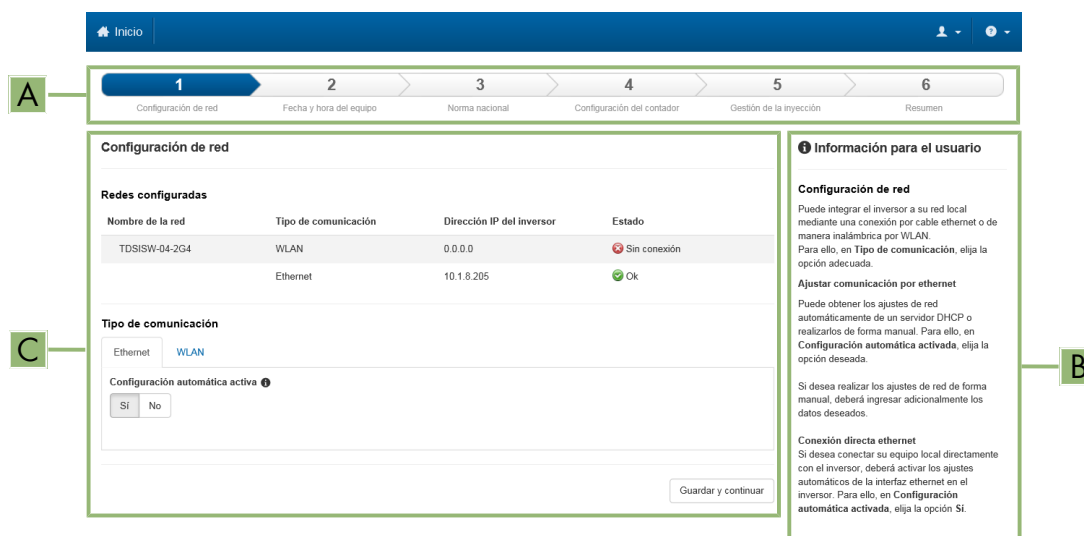 Inicio
A
1 2 3 4 5 6
Configuración de red Fecha y hora del equipo Norma nacional Configuración del contador Gestión de la inyección Resumen
Configuración de red
Redes configuradas
Nombre de la red Tipo de comunicación Dirección IP del inversor Estado
TDSISW-04-2G4 WLAN 0.0.0.0 Sin conexión
Ethernet 10.1.8.205 Ok
Tipo de comunicación
C
Ethernet WLAN
Configuración automática activa
Sí No
Guardar y continuar
Información para el usuario
Configuración de red
Puede integrar el inversor a su red local
mediante una conexión por cable ethernet o de
manera inalámbrica por WLAN.
Para ello, en Tipo de comunicación, elija la
opción adecuada.
Ajustar comunicación por ethernet
Puede obtener los ajustes de red
automáticamente de un servidor DHCP o
realizarlos de forma manual. Para ello, en
Configuración automática activada, elija la
opción deseada.
B
Si desea realizar los ajustes de red de forma
manual, deberá ingresar adicionalmente los
datos deseados.
Conexión directa ethernet
Si desea conectar su equipo local directamente
con el inversor, deberá activar los ajustes
automáticos de la interfaz ethernet en el
inversor. Para ello, en Configuración
automática activada, elija la opción Sí.